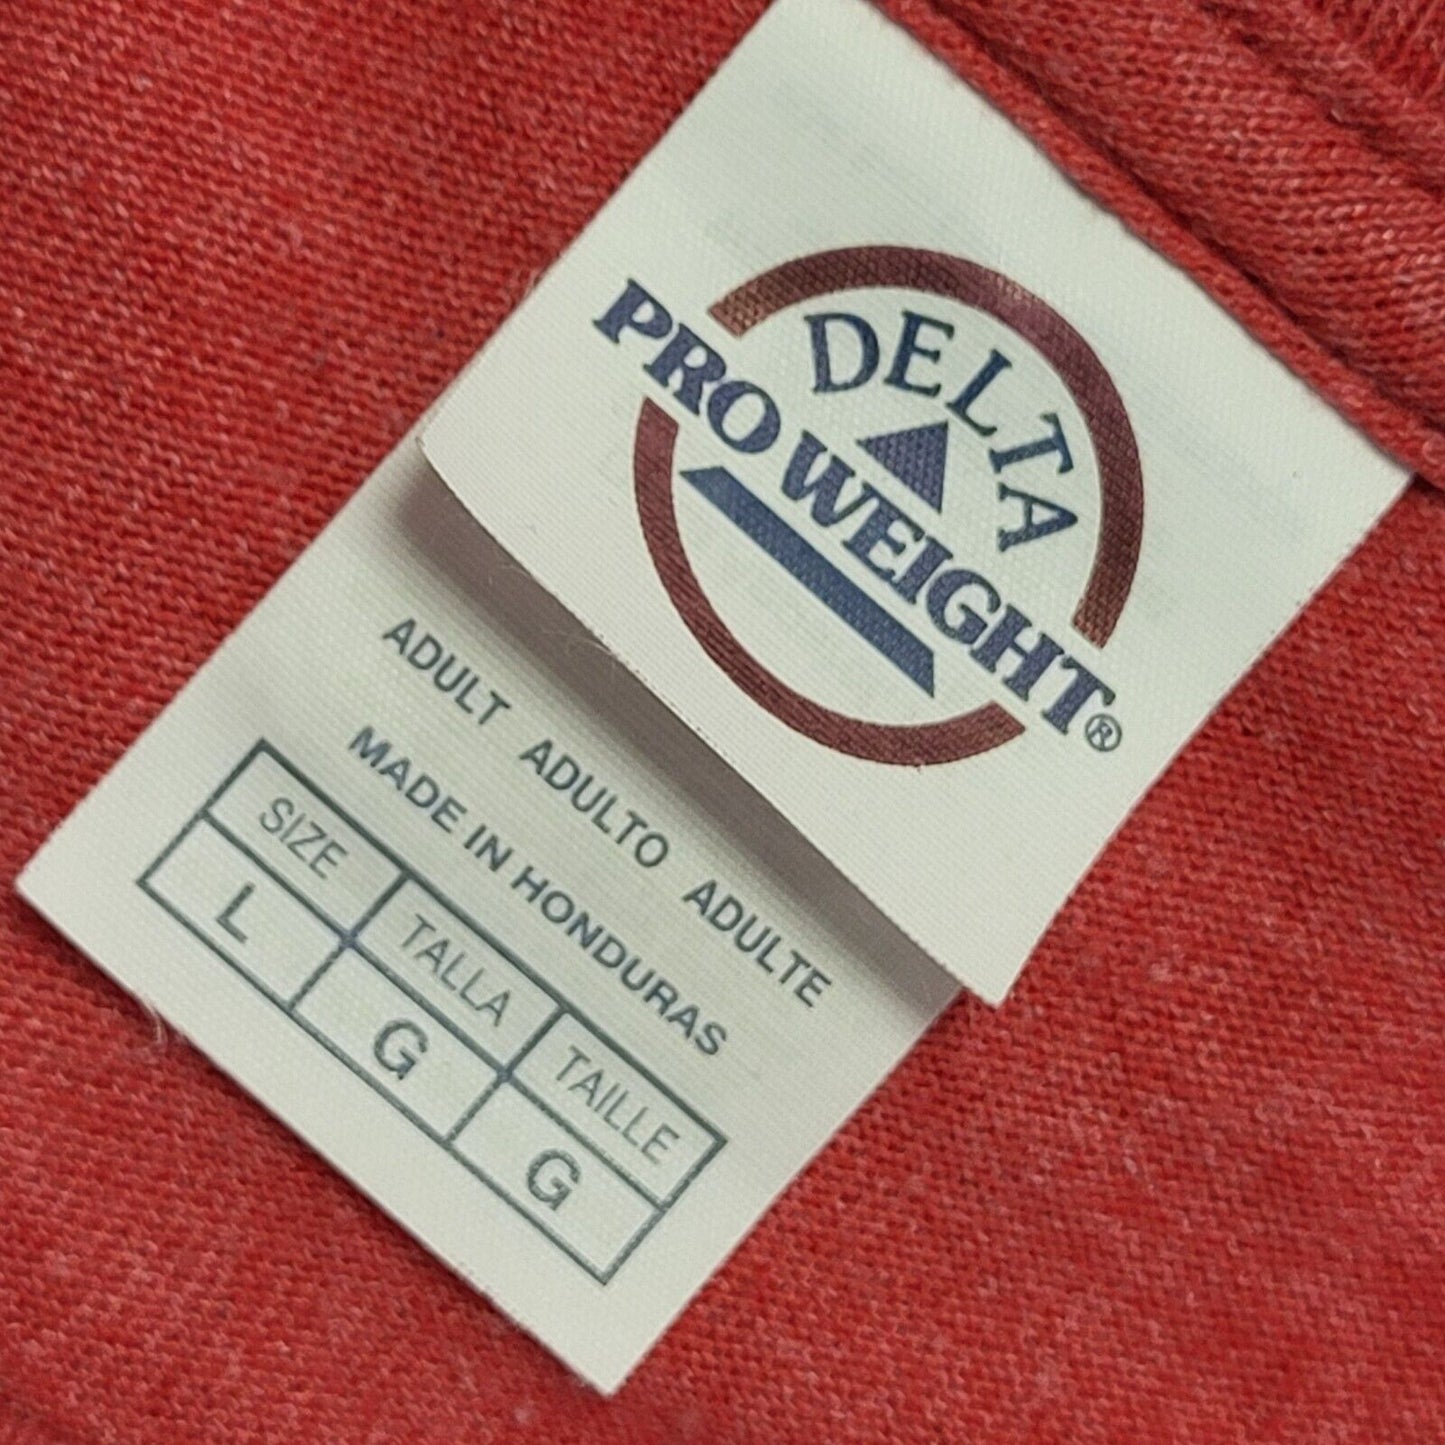 DELTA
PRO WEIGHT®
ADULT ADULTO ADULTE
MADE IN HONDURAS
SIZE TALLA TAILLE
L G G